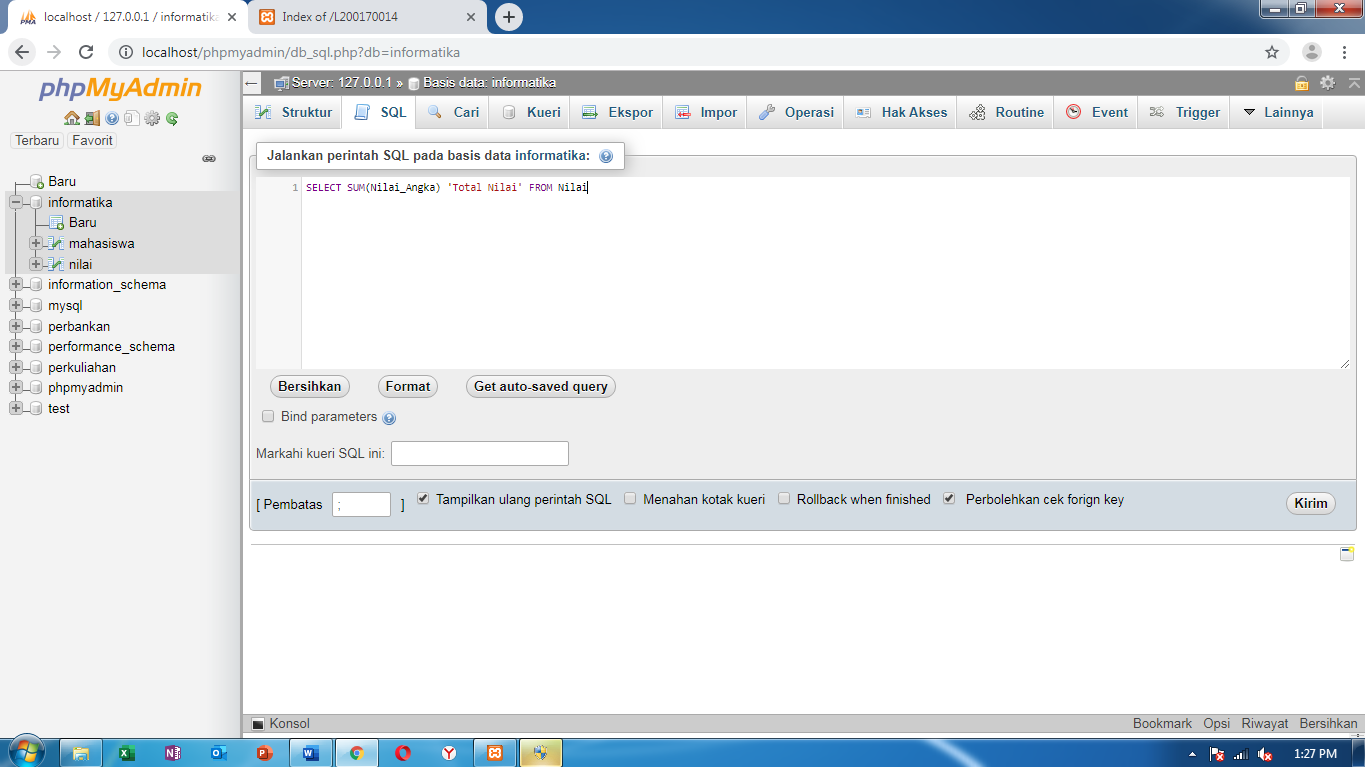 localhost / 127.0.0.1 / informatika
Index of /L200170014
localhost/phpmyadmin/db_sql.php?db=informatika
phpMyAdmin
Terbaru Favorit
Baru
informatika
Baru
mahasiswa
nilai
information_schema
mysql
perbankan
performance_schema
perkuliahan
phpmyadmin
test
Server: 127.0.0.1 » Basis data: informatika
Struktur SQL Cari Kueri Ekspor Impor Operasi Hak Akses Routine Event Trigger Lainnya
Jalankan perintah SQL pada basis data informatika:
1 SELECT SUM(Nilai_Angka) 'Total Nilai' FROM Nilai
Bersihkan Format Get auto-saved query
Bind parameters
Markahi kueri SQL ini:
[ Pembatas ; ] Tampilkan ulang perintah SQL Menahan kotak kueri Rollback when finished Perbolehkan cek forign key Kirim
Konsol Bookmark Opsi Riwayat Bersihkan
1:27 PM